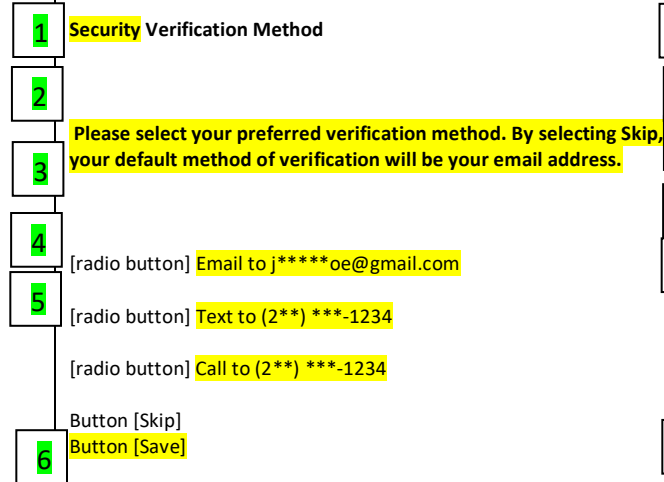 1 Security Verification Method
2
Please select your preferred verification method. By selecting Skip,
3 your default method of verification will be your email address.
4
[radio button] Email to j*****oe@gmail.com
5
[radio button] Text to (2**) ***-1234
[radio button] Call to (2**) ***-1234
Button [Skip]
6 Button [Save]